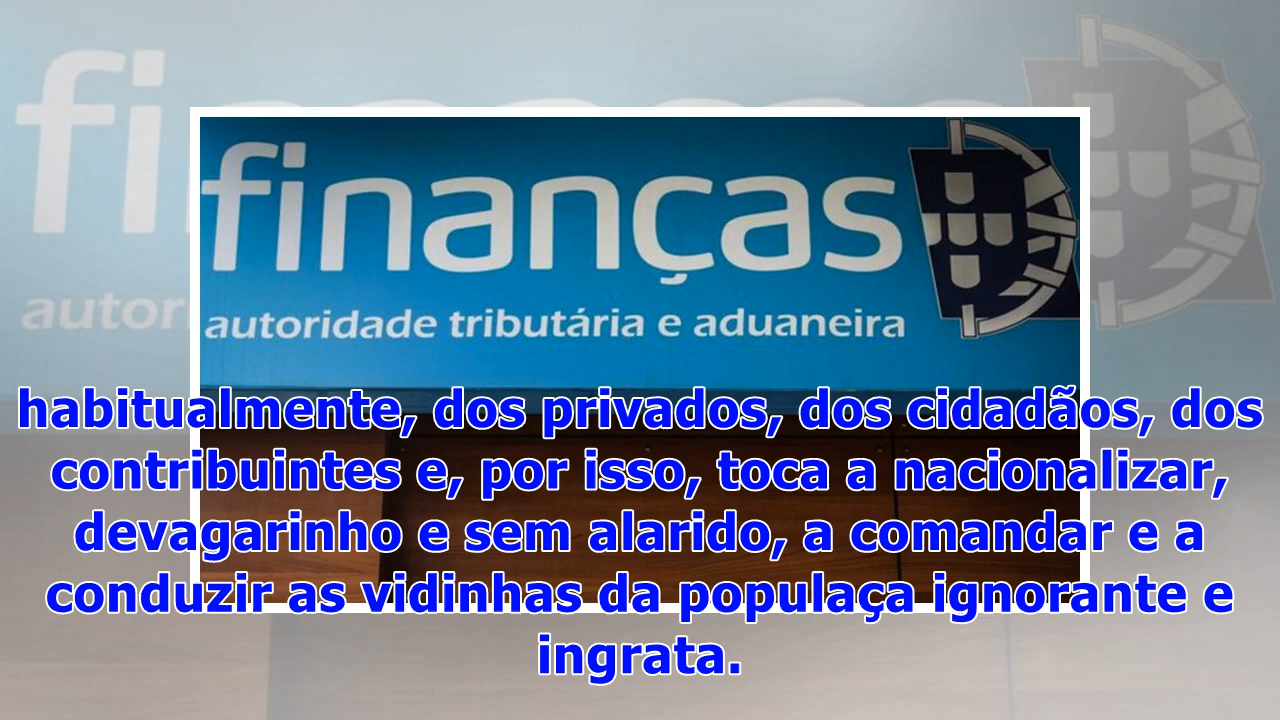 finanças
autoridade tributária e aduaneira
habitualmente, dos privados, dos cidadãos, dos
contribuintes e, por isso, toca a nacionalizar,
devagarinho e sem alarido, a comandar e a
conduzir as vidinhas da populaça ignorante e
ingrata.